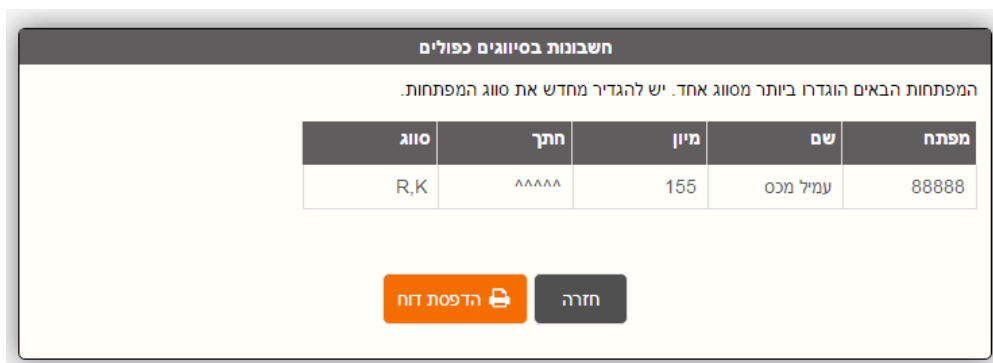 חשבונות בסיווגים כפולים
המפתחות הבאים הוגדרו ביותר מסווג אחד. יש להגדיר מחדש את סווג המפתחות.
מפתח שם מיון חתך סווג
88888 עמיל מכס 155 ^^^^^ R,K
חזרה הדפסת דוח